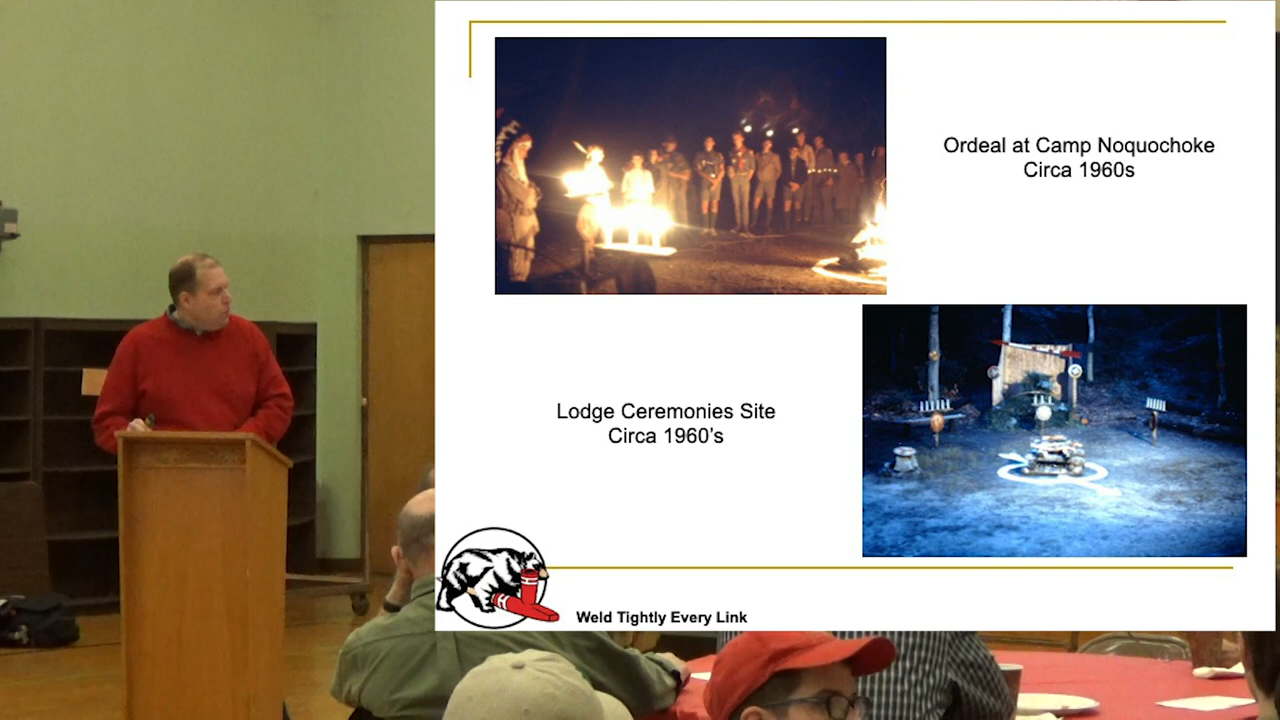 Ordeal at Camp Noquochoke
Circa 1960s
Lodge Ceremonies Site
Circa 1960’s
Weld Tightly Every Link